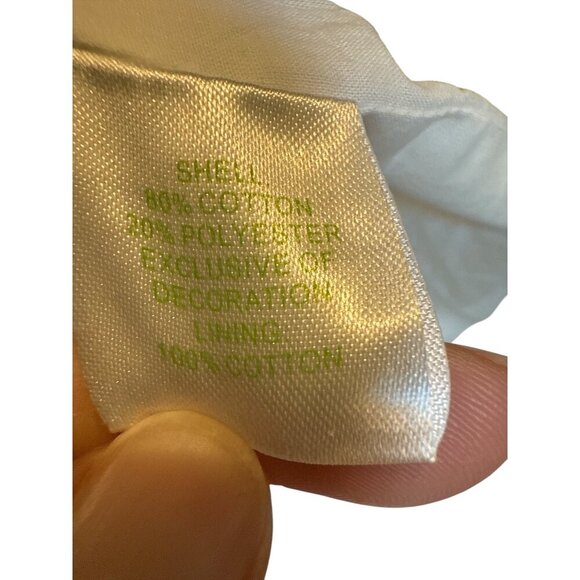 SHELL
80% COTTON
20% POLYESTER
EXCLUSIVE OF
DECORATION
LINING
100% COTTON